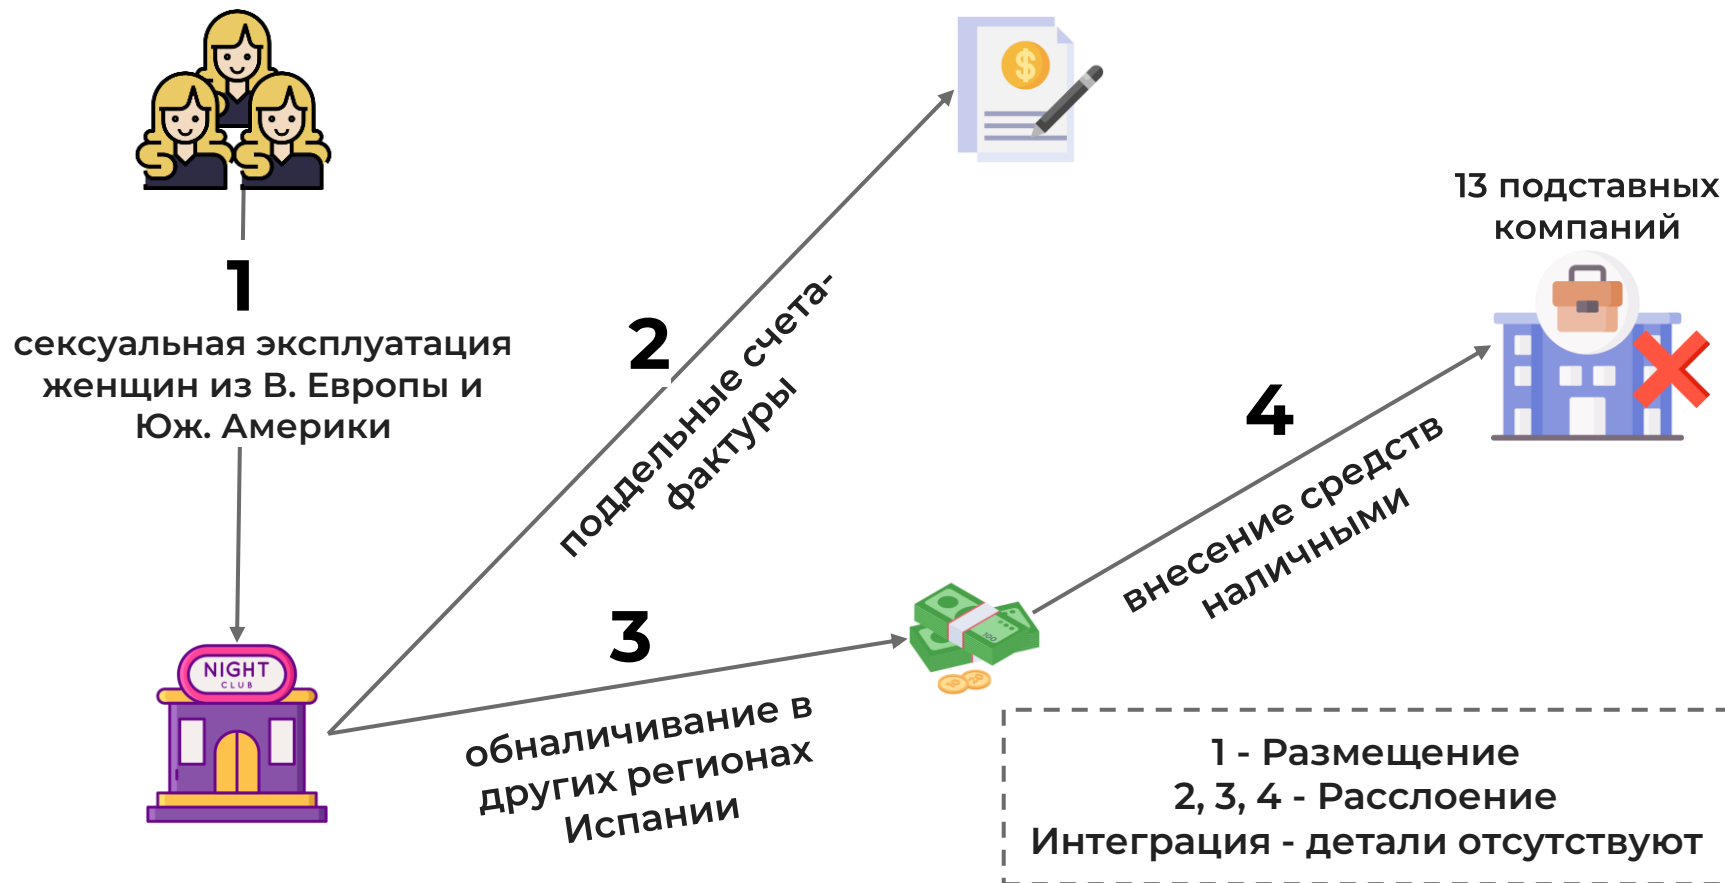 1
сексуальная эксплуатация
женщин из В. Европы и
Юж. Америки
2
поддельные счета-
фактуры
13 подставных
компаний
4
внесение средств
наличными
3
обналичивание в
других регионах
Испании
NIGHT
CLUB
100
1 - Размещение
2, 3, 4 - Расслоение
Интеграция - детали отсутствуют